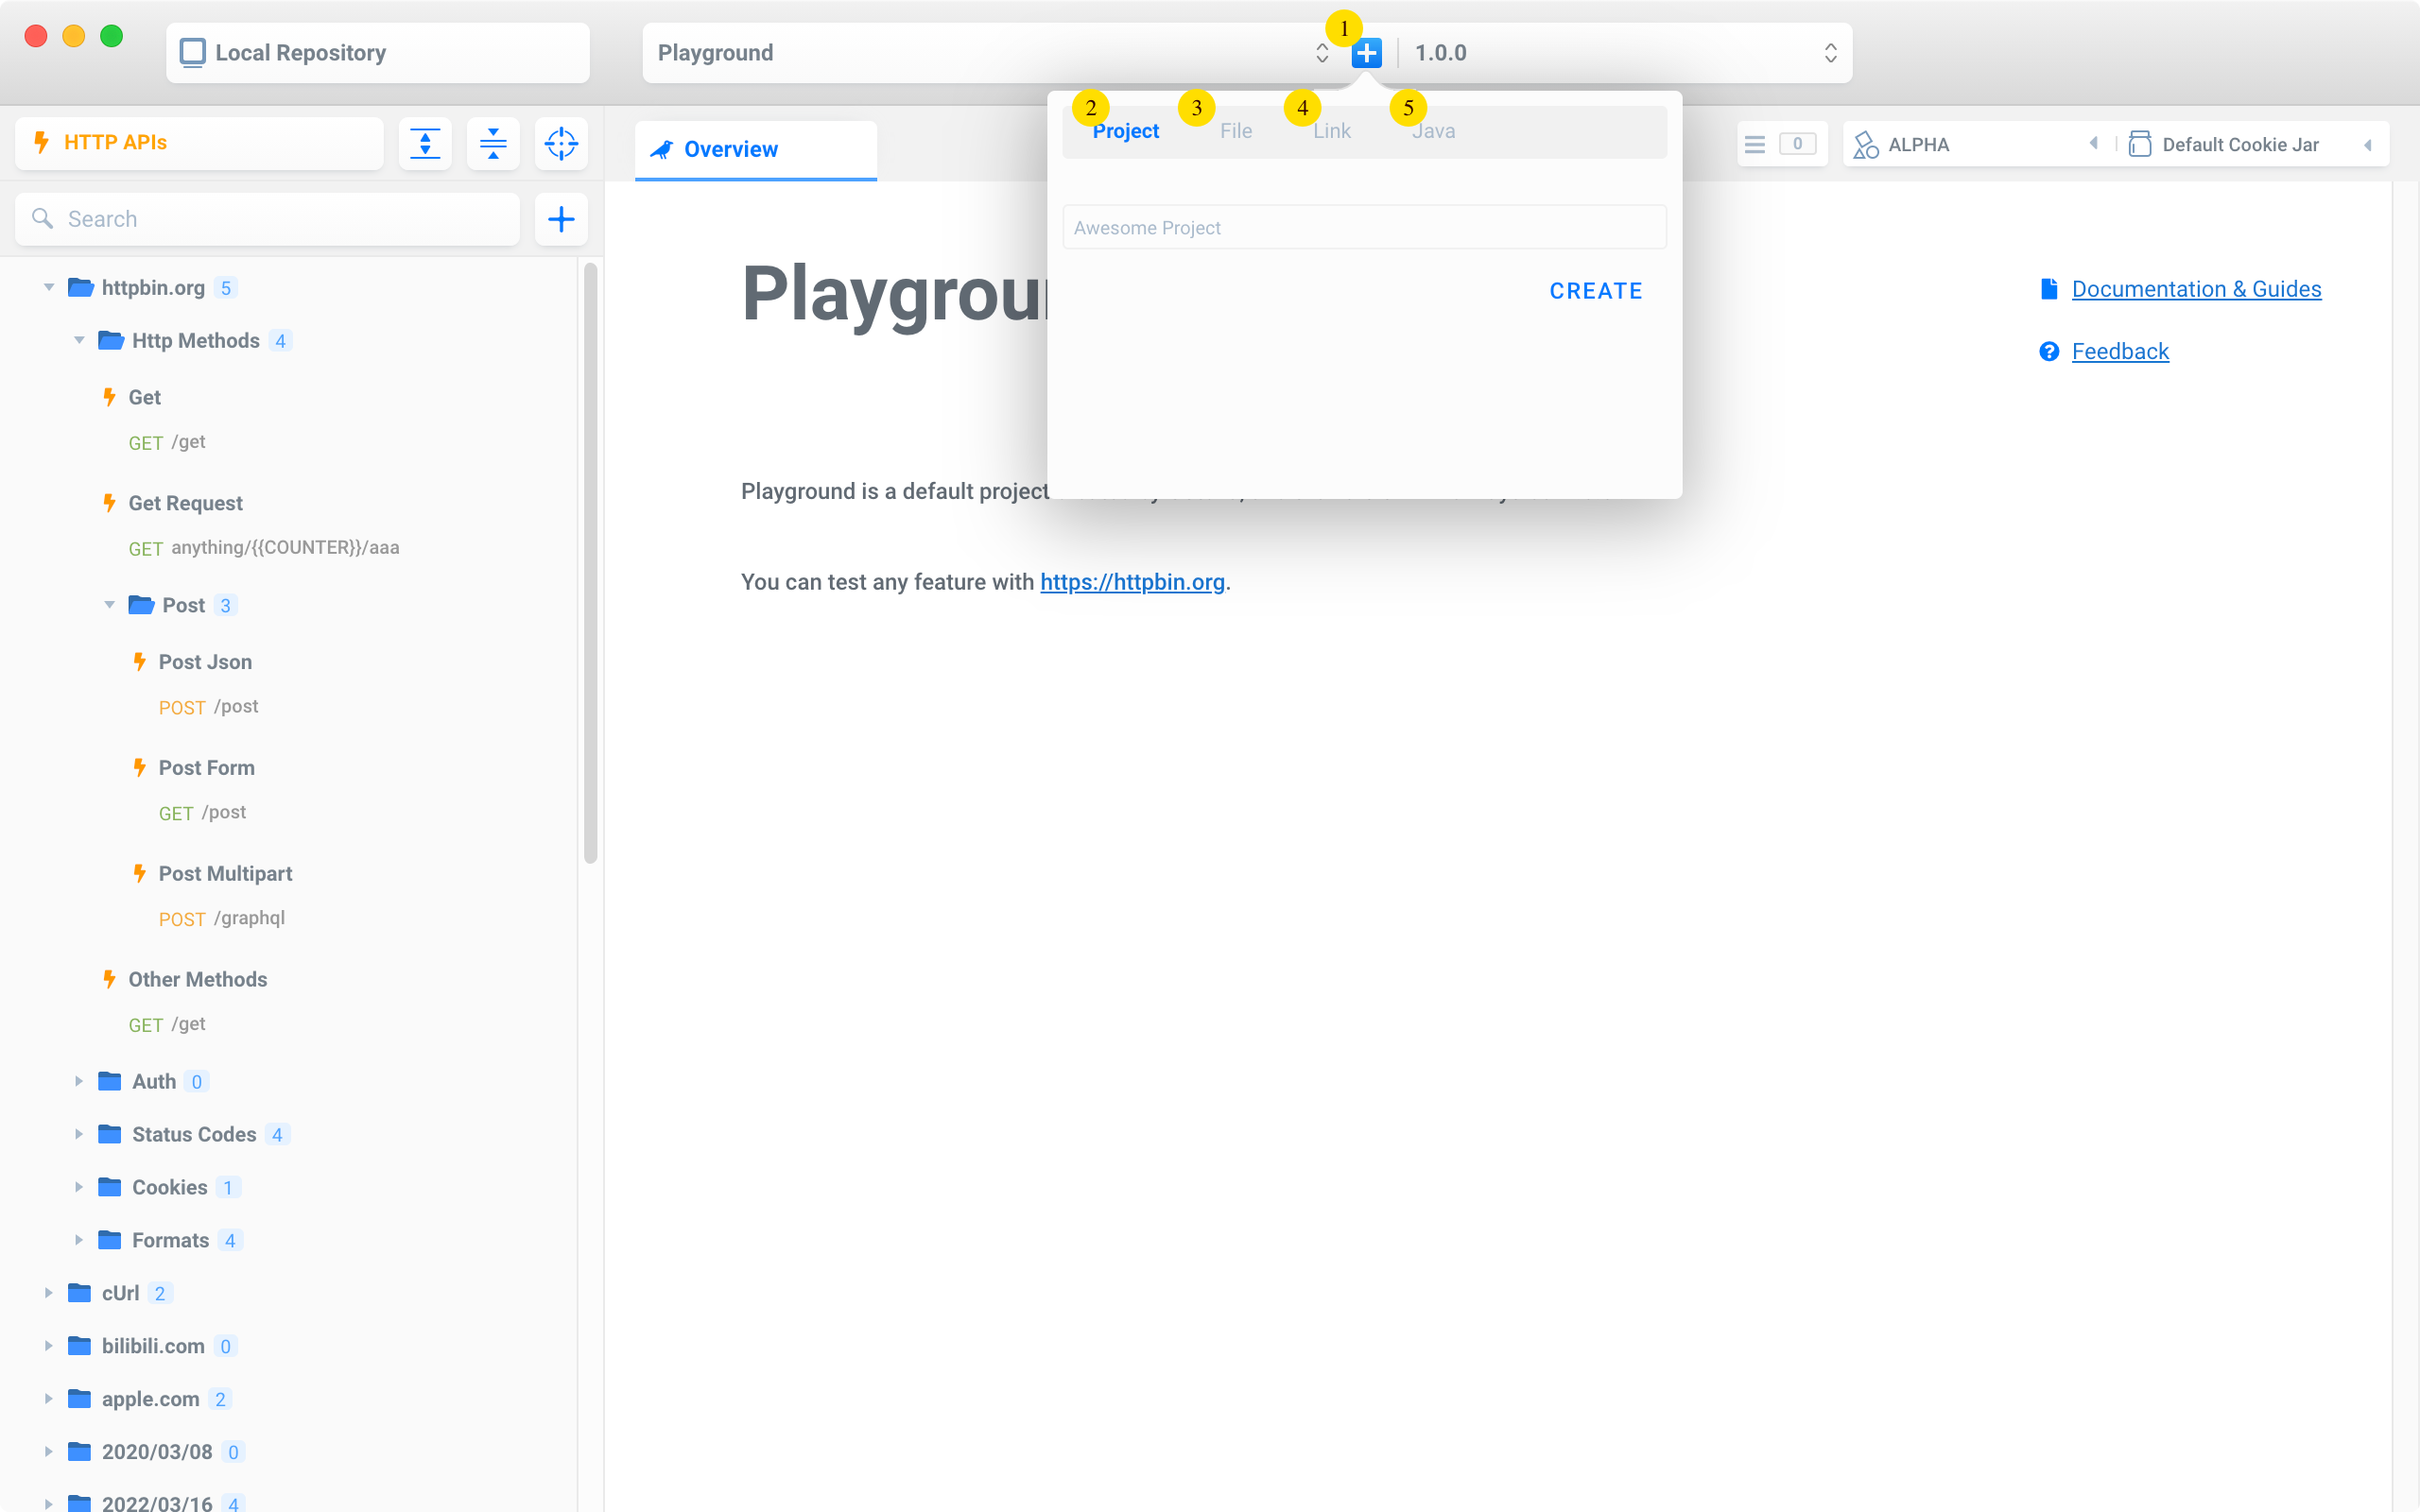 Local Repository
Playground
1
1.0.0
2
3
4
5
Project
File
Link
Java
HTTP APIs
Overview
0
ALPHA
Default Cookie Jar
Search
Awesome Project
CREATE
Playgrou
Documentation & Guides
Feedback
Playground is a default project
You can test any feature with https://httpbin.org.
httpbin.org 5
Http Methods 4
Get
GET /get
Get Request
GET anything/{{COUNTER}}/aaa
Post 3
Post Json
POST /post
Post Form
GET /post
Post Multipart
POST /graphql
Other Methods
GET /get
Auth 0
Status Codes 4
Cookies 1
Formats 4
cUrl 2
bilibili.com 0
apple.com 2
2020/03/08 0
2022/03/16 4